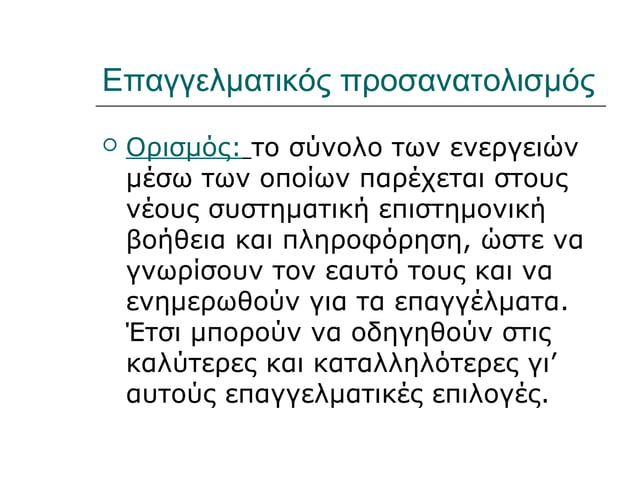 Επαγγελματικός προσανατολισμός
Ορισμός: το σύνολο των ενεργειών
μέσω των οποίων παρέχεται στους
νέους συστηματική επιστημονική
βοήθεια και πληροφόρηση, ώστε να
γνωρίσουν τον εαυτό τους και να
ενημερωθούν για τα επαγγέλματα.
Έτσι μπορούν να οδηγηθούν στις
καλύτερες και καταλληλότερες γι’
αυτούς επαγγελματικές επιλογές.